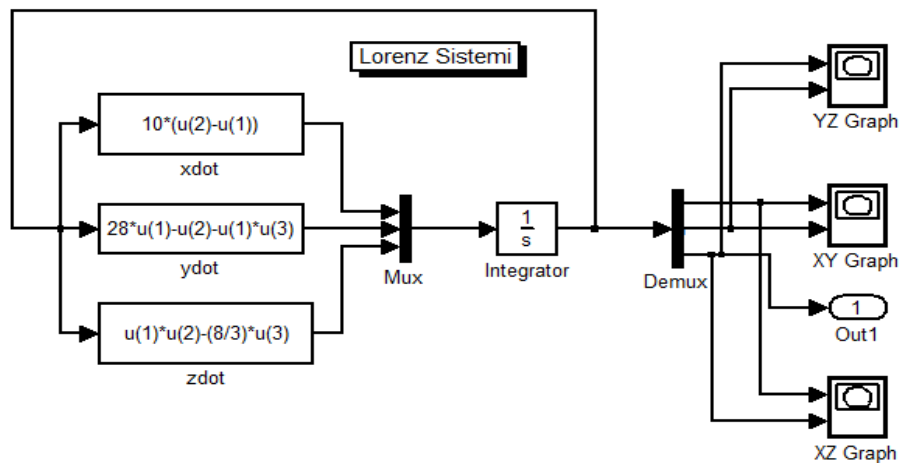 Lorenz Sistemi
10*(u(2)-u(1))
xdot
28*u(1)-u(2)-u(1)*u(3)
ydot
u(1)*u(2)-(8/3)*u(3)
zdot
Mux
1
s
Integrator
Demux
YZ Graph
XY Graph
1
Out1
XZ Graph